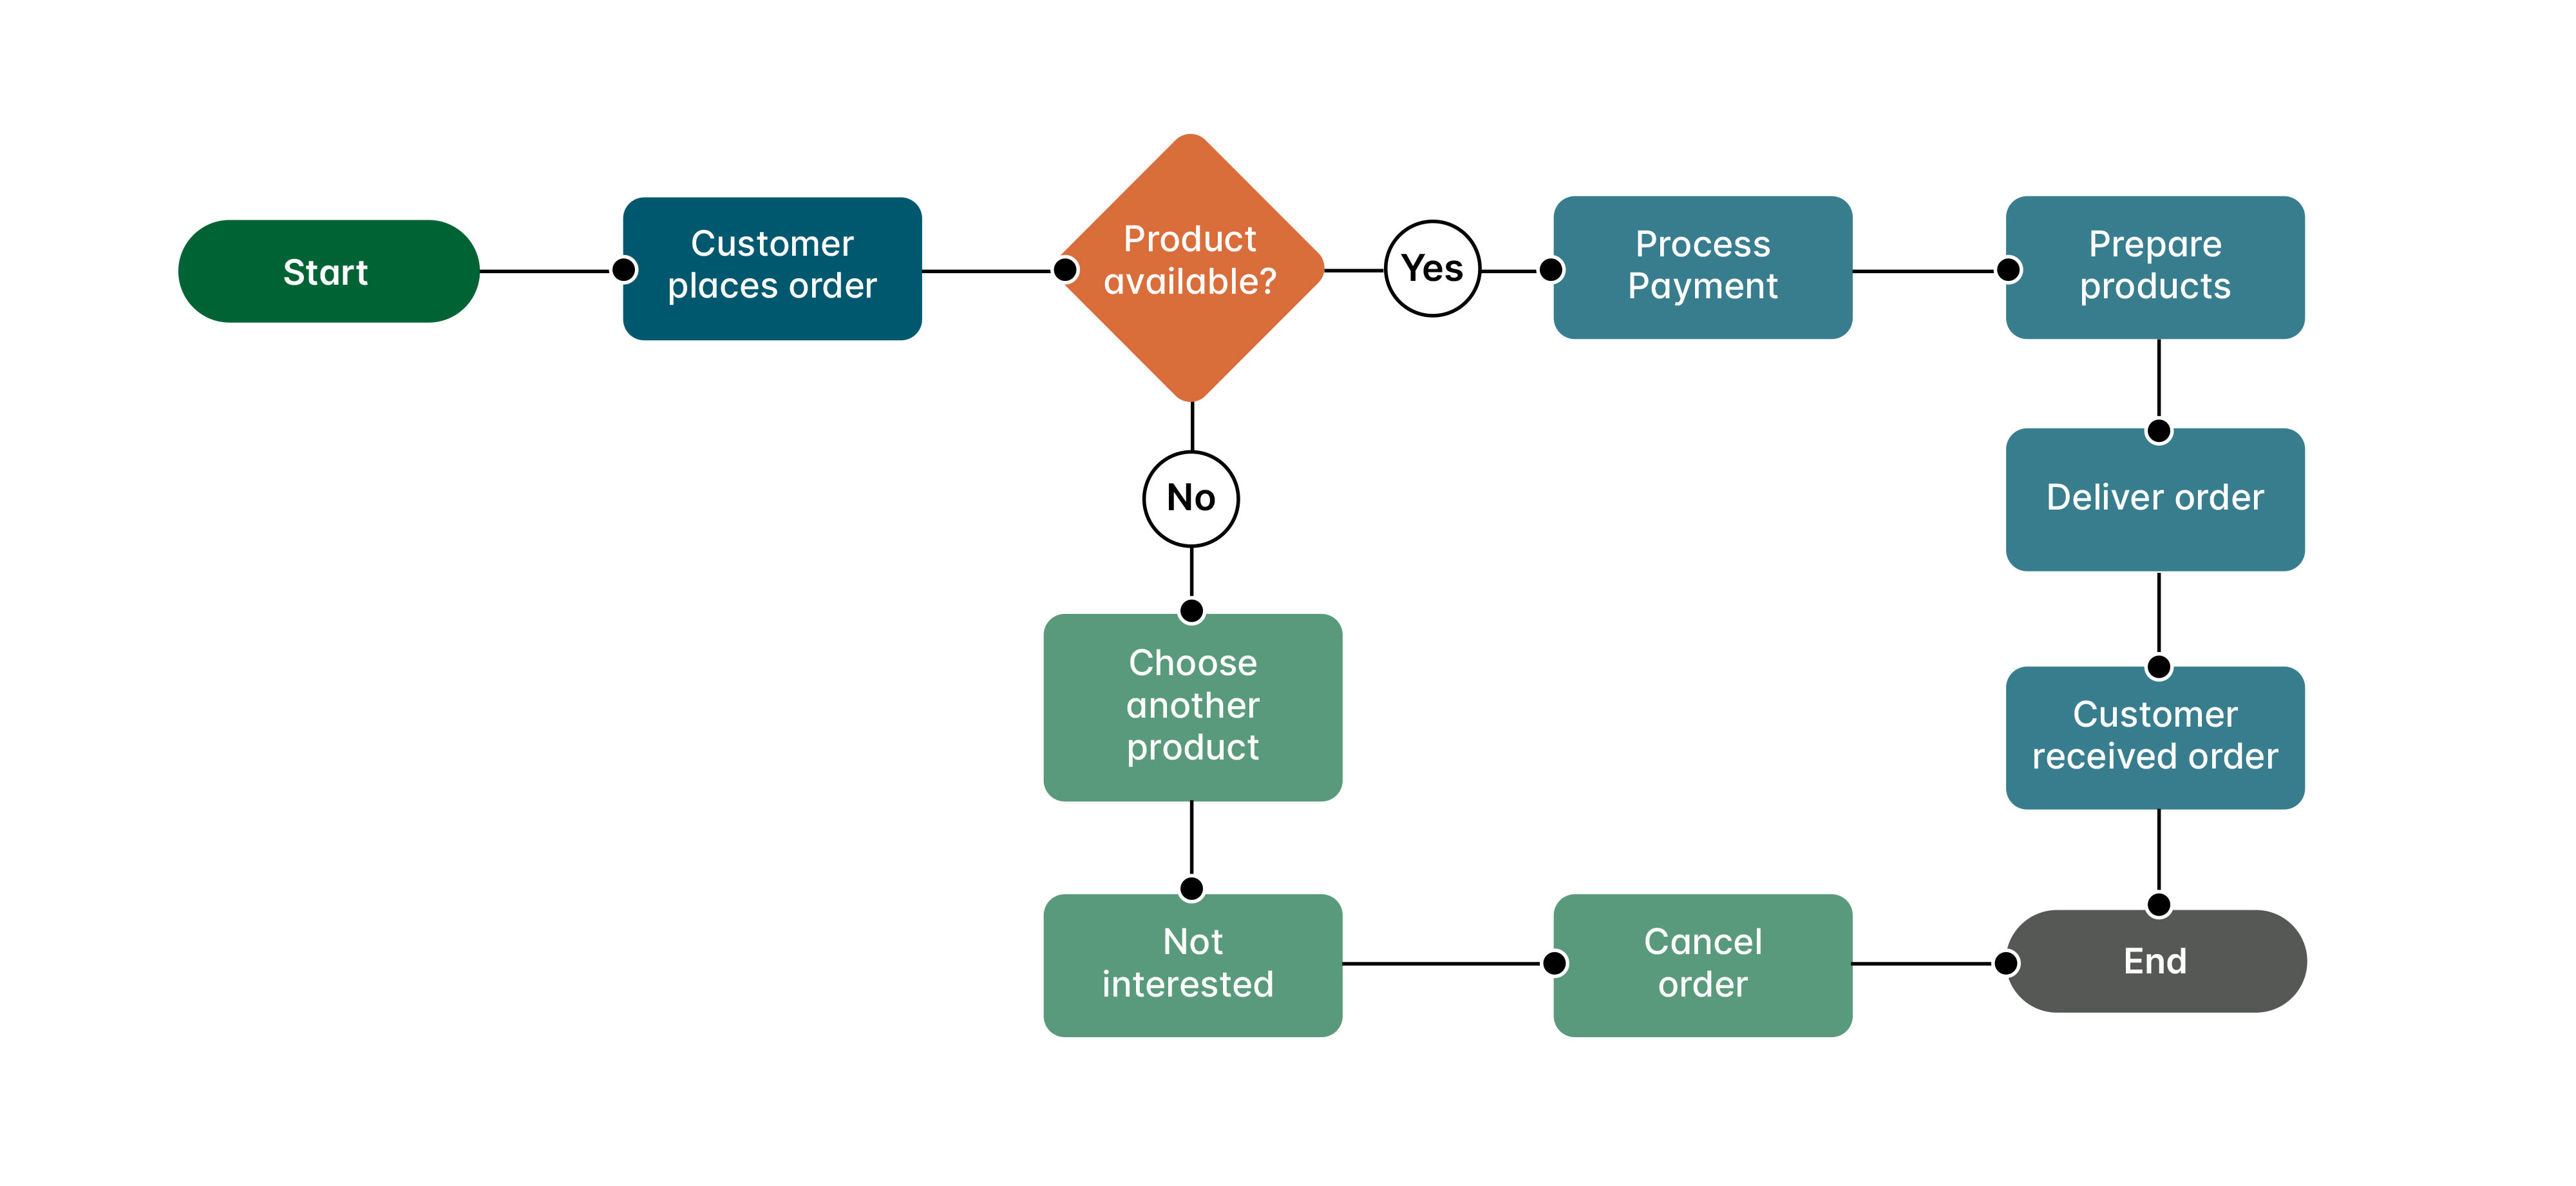 Start
Customer
places order
Product
available?
Yes
Process
Payment
Prepare
products
No
Deliver order
Choose
another
product
Customer
received order
Not
interested
Cancel
order
End